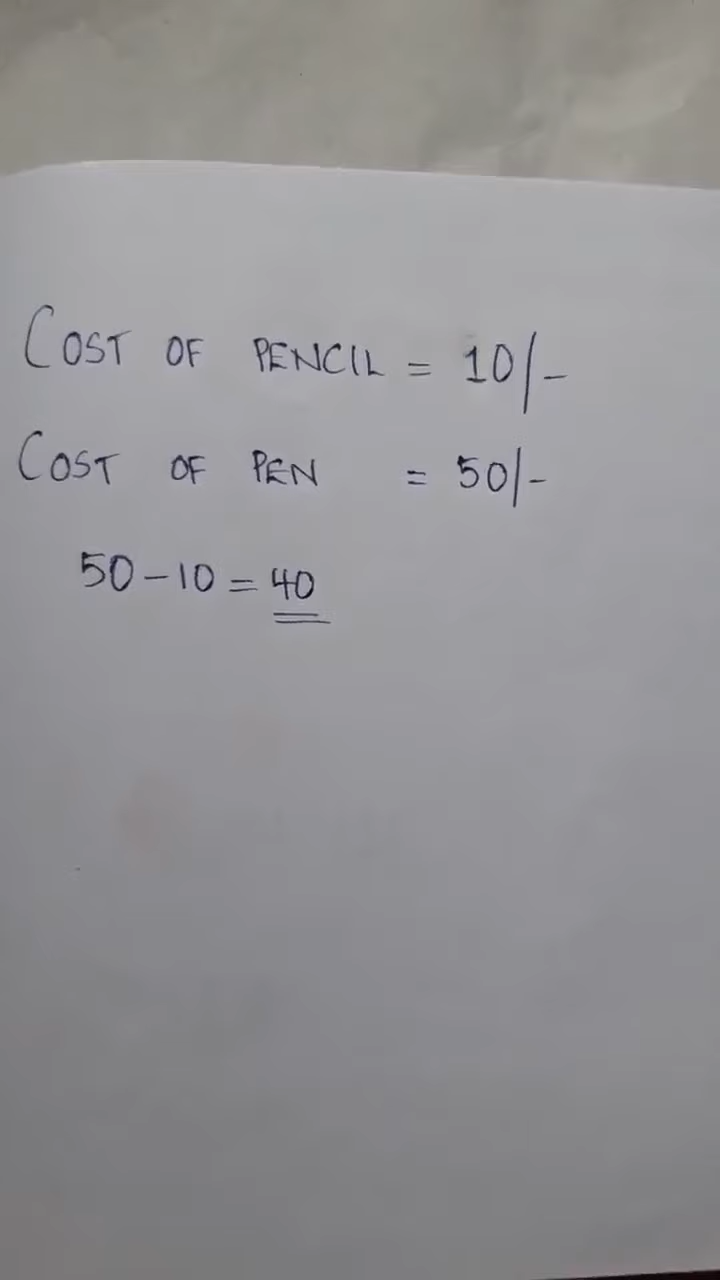 COST OF PENCIL = 10/-
COST OF PEN = 50/-
50-10 = 40